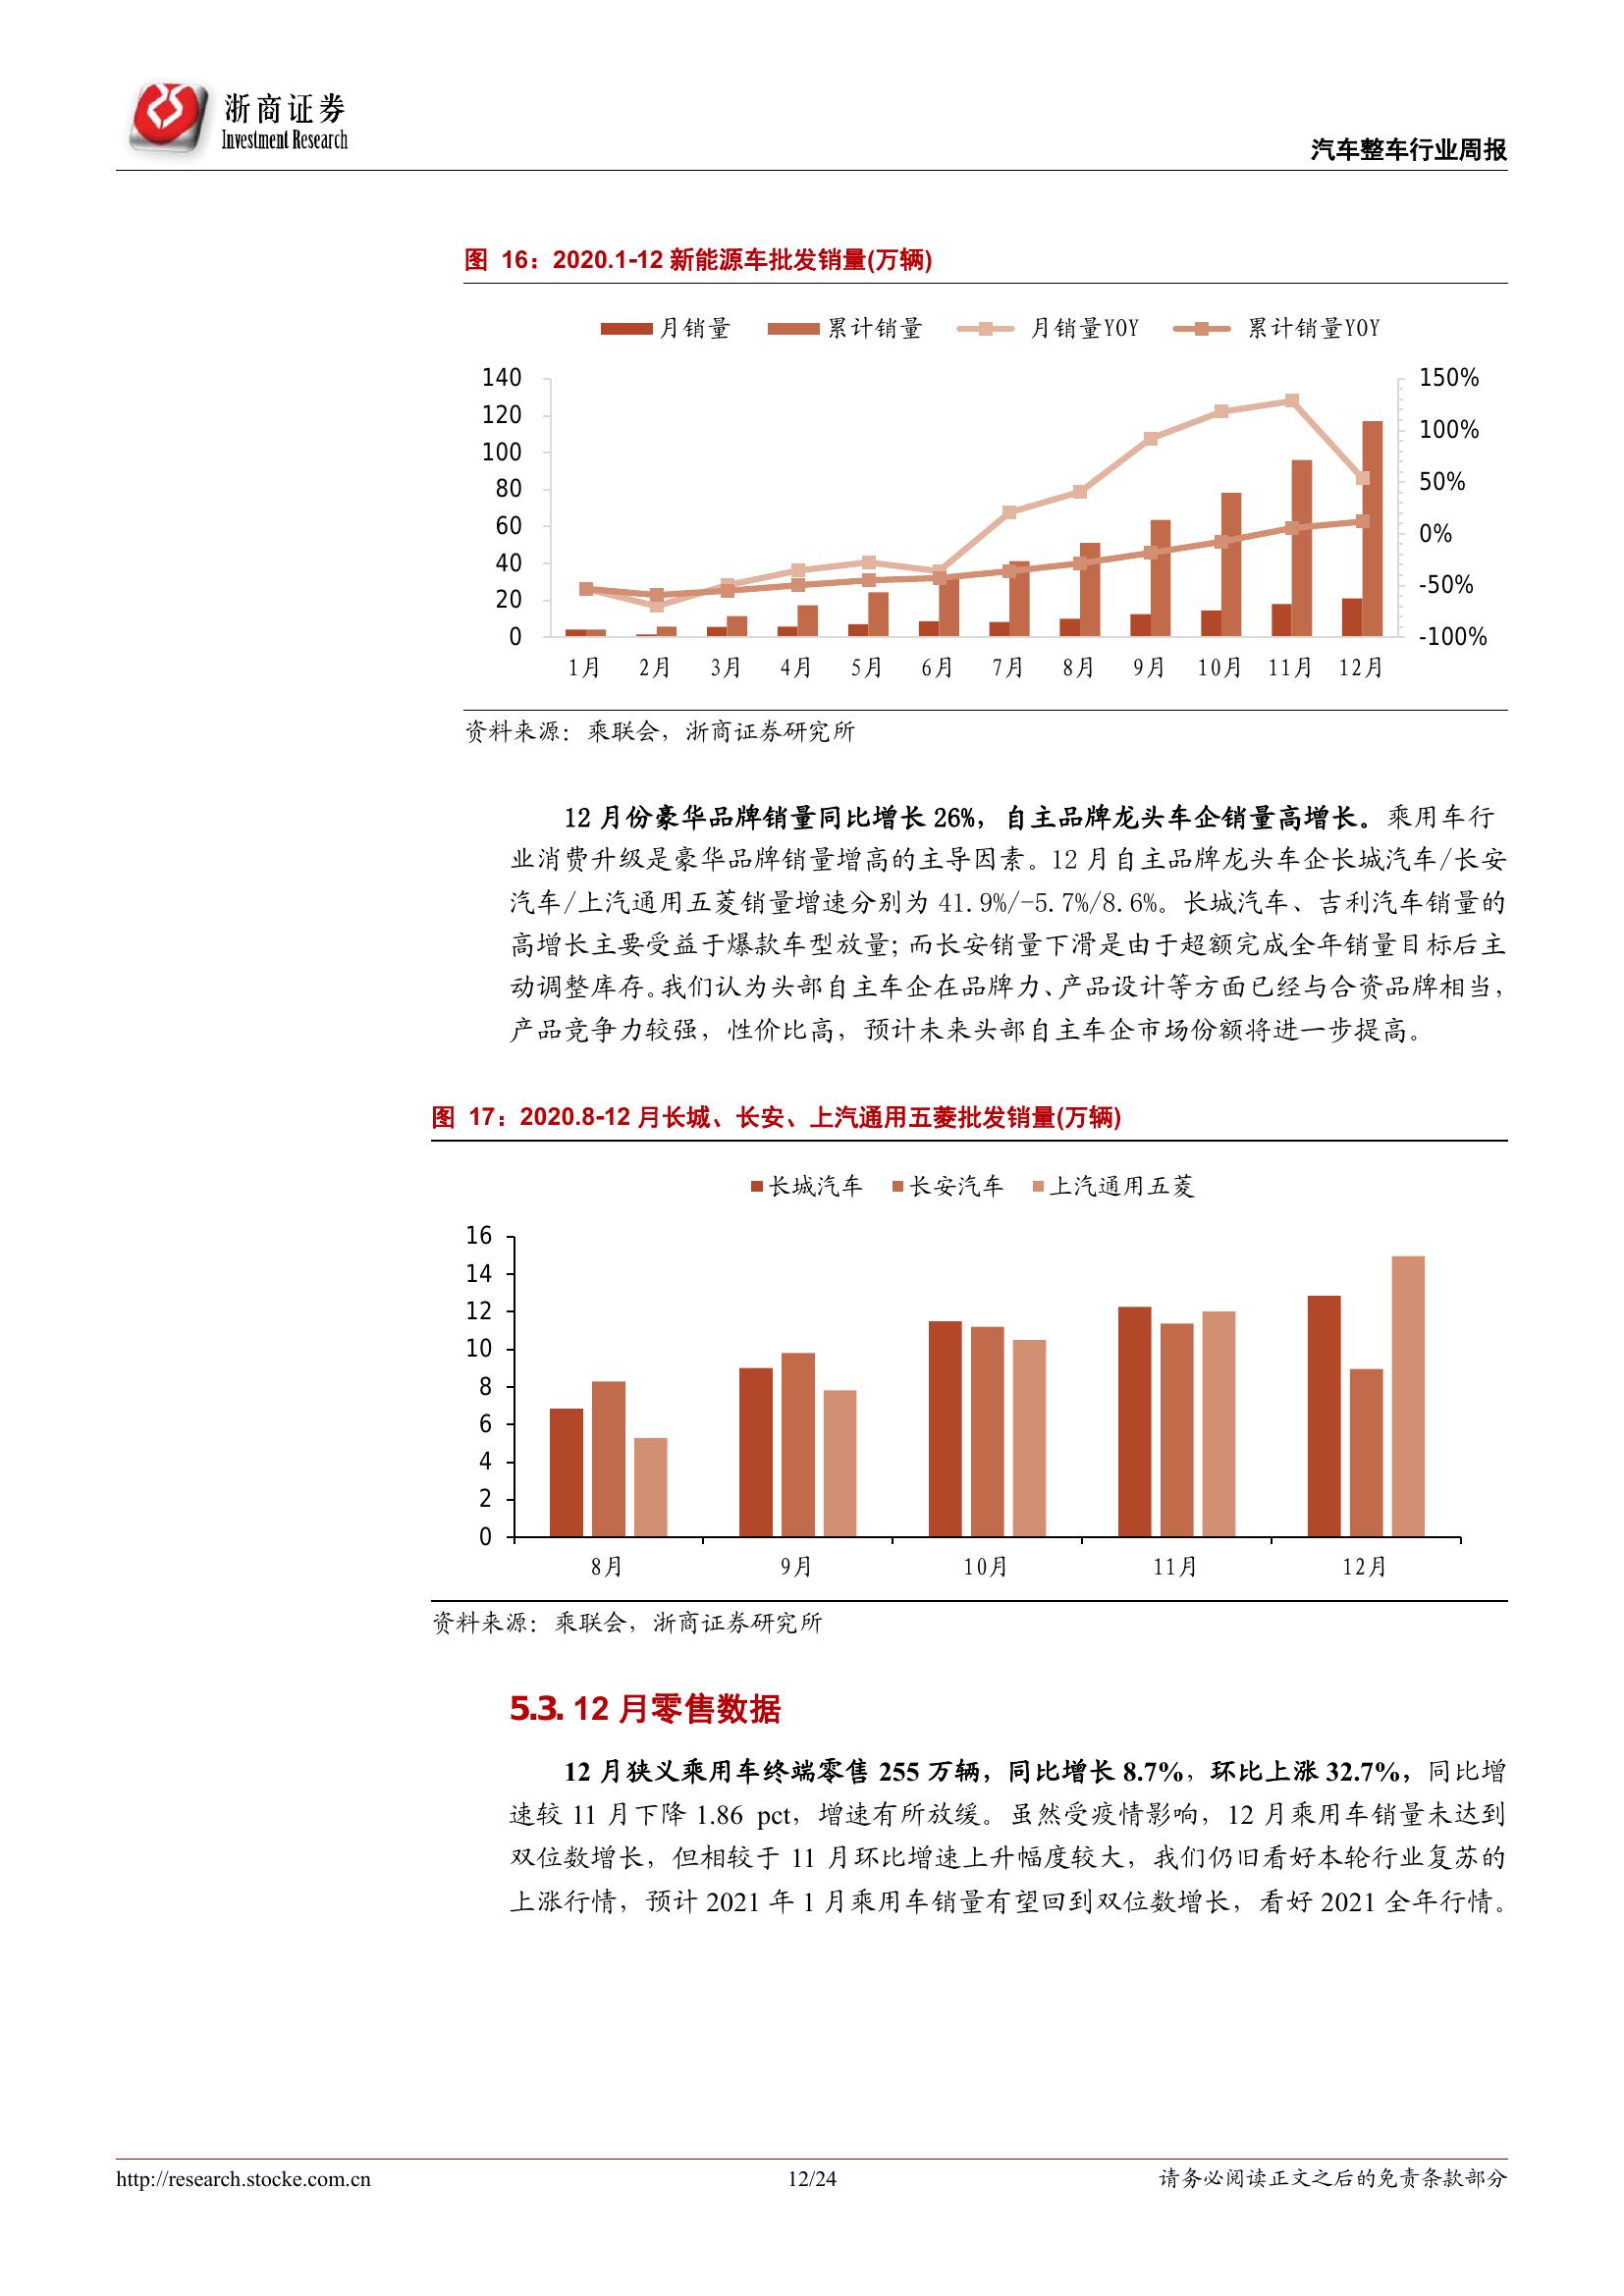 浙商证券
Investment Research
汽车整车行业周报
图 16：2020.1-12 新能源车批发销量(万辆)
月销量 累计销量 月销量YOY 累计销量YOY
140 150%
120
100 100%
80 50%
60 0%
40 -50%
20
0 -100%
1月 2月 3月 4月 5月 6月 7月 8月 9月 10月 11月 12月
资料来源：乘联会，浙商证券研究所
12 月份豪华品牌销量同比增长 26%，自主品牌龙头车企销量高增长。乘用车行
业消费升级是豪华品牌销量增高的主导因素。12 月自主品牌龙头车企长城汽车/长安
汽车/上汽通用五菱销量增速分别为 41.9%/-5.7%/8.6%。长城汽车、吉利汽车销量的
高增长主要受益于爆款车型放量；而长安销量下滑是由于超额完成全年销量目标后主
动调整库存。我们认为头部自主车企在品牌力、产品设计等方面已经与合资品牌相当，
产品竞争力较强，性价比高，预计未来头部自主车企市场份额将进一步提高。
图 17：2020.8-12 月长城、长安、上汽通用五菱批发销量(万辆)
长城汽车 长安汽车 上汽通用五菱
16
14
12
10
8
6
4
2
0
8月 9月 10月 11月 12月
资料来源：乘联会，浙商证券研究所
5.3. 12 月零售数据
12 月狭义乘用车终端零售 255 万辆，同比增长 8.7%，环比上涨 32.7%，同比增
速较 11 月下降 1.86 pct，增速有所放缓。虽然受疫情影响，12 月乘用车销量未达到
双位数增长，但相较于 11 月环比增速上升幅度较大，我们仍旧看好本轮行业复苏的
上涨行情，预计 2021 年 1 月乘用车销量有望回到双位数增长，看好 2021 全年行情。
http://research.stocke.com.cn 12/24 请务必阅读正文之后的免责条款部分